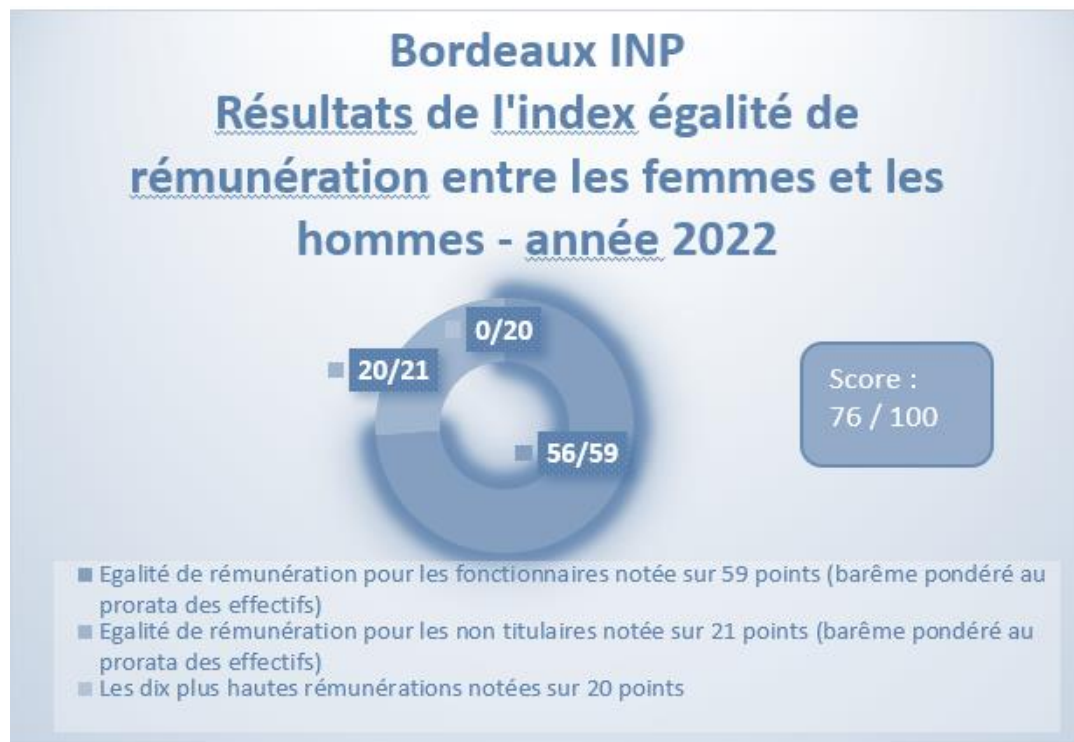 Bordeaux INP
Résultats de l'index égalité de
rémunération entre les femmes et les
hommes - année 2022
0/20
20/21
56/59
Score :
76 / 100
Egalité de rémunération pour les fonctionnaires notée sur 59 points (barême pondéré au
prorata des effectifs)
Egalité de rémunération pour les non titulaires notée sur 21 points (barême pondéré au
prorata des effectifs)
Les dix plus hautes rémunérations notées sur 20 points